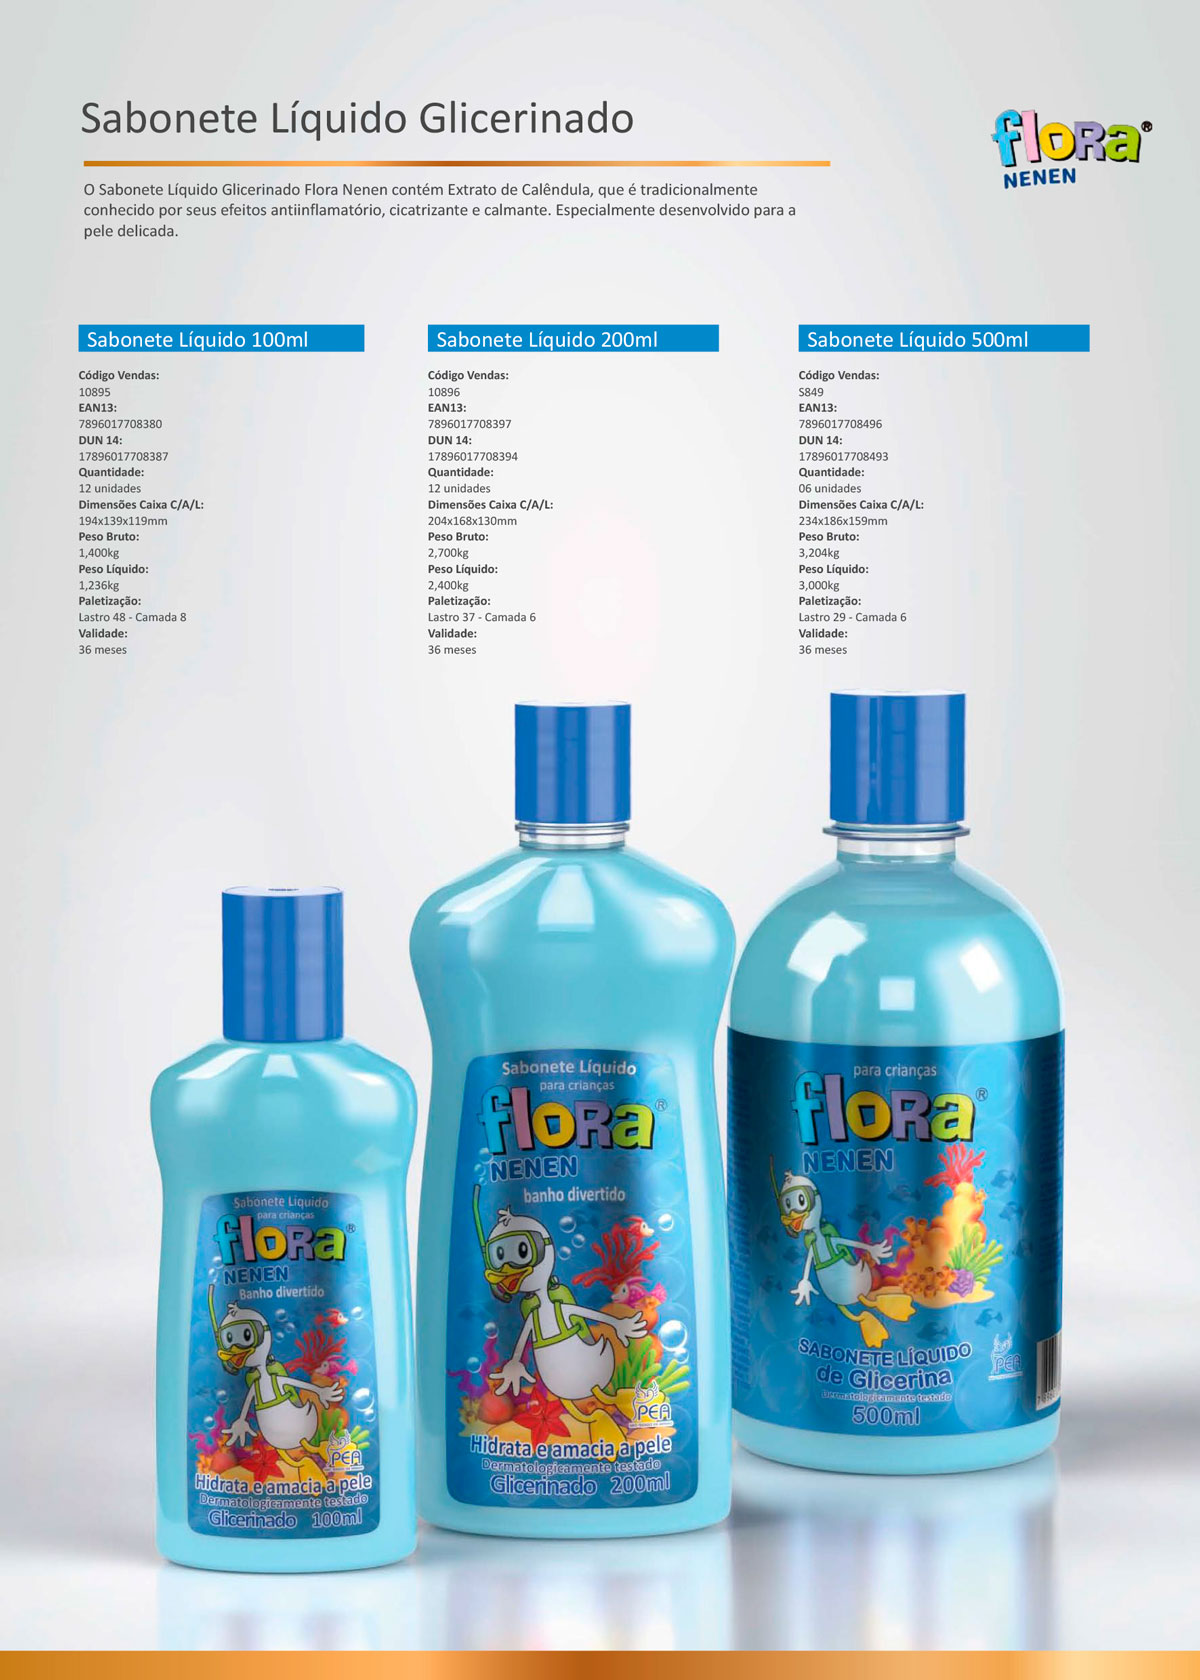 Sabonete Líquido Glicerinado
flora®
NENEN
O Sabonete Líquido Glicerinado Flora Nenen contém Extrato de Calêndula, que é tradicionalmente
conhecido por seus efeitos antiinflamatório, cicatrizante e calmante. Especialmente desenvolvido para a
pele delicada.
Sabonete Líquido 100ml
Código Vendas:
10895
EAN13:
7896017708380
DUN 14:
17896017708387
Quantidade:
12 unidades
Dimensões Caixa C/A/L:
194x139x119mm
Peso Bruto:
1,400kg
Peso Líquido:
1,236kg
Paletização:
Lastro 48 - Camada 8
Validade:
36 meses
Sabonete Líquido 200ml
Código Vendas:
10896
EAN13:
7896017708397
DUN 14:
17896017708394
Quantidade:
12 unidades
Dimensões Caixa C/A/L:
204x168x130mm
Peso Bruto:
2,700kg
Peso Líquido:
2,400kg
Paletização:
Lastro 37 - Camada 6
Validade:
36 meses
Sabonete Líquido 500ml
Código Vendas:
S849
EAN13:
7896017708496
DUN 14:
17896017708493
Quantidade:
06 unidades
Dimensões Caixa C/A/L:
234x186x159mm
Peso Bruto:
3,204kg
Peso Líquido:
3,000kg
Paletização:
Lastro 29 - Camada 6
Validade:
36 meses
Sabonete Líquido
para crianças
flora®
NENEN
Banho divertido
PEA
Hidrata e amacia a pele
Dermatologicamente testado
Glicerinado 100ml
Sabonete Líquido
para crianças
flora®
NENEN
banho divertido
PEA
Hidrata e amacia a pele
Dermatologicamente testado
Glicerinado 200ml
para crianças
flora®
NENEN
SABONETE LÍQUIDO
de Glicerina
Dermatologicamente testado
500ml
PEA